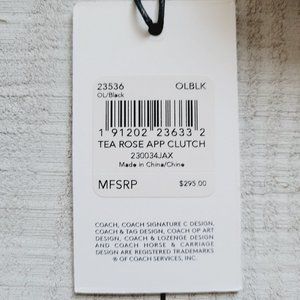 23536 OLBLK
OL/Black
1 91202 23633 2
TEA ROSE APP CLUTCH
230034JAX
Made in China/Chine
MFSRP $295.00
COACH, COACH SIGNATURE C DESIGN,
COACH & TAG DESIGN, COACH OP ART
DESIGN, COACH & LOZENGE DESIGN
AND COACH HORSE & CARRIAGE
DESIGN ARE REGISTERED TRADEMARKS
® OF COACH SERVICES, INC.